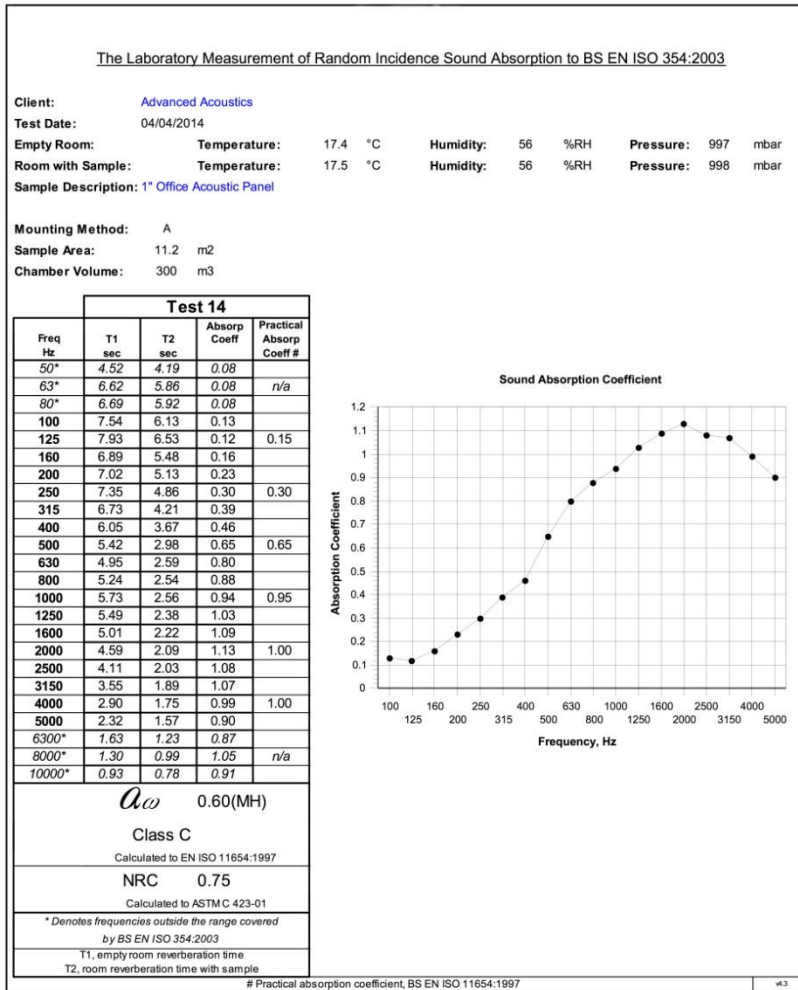 The Laboratory Measurement of Random Incidence Sound Absorption to BS EN ISO 354:2003
Client: Advanced Acoustics
Test Date: 04/04/2014
Empty Room: Temperature: 17.4 °C Humidity: 56 %RH Pressure: 997 mbar
Room with Sample: Temperature: 17.5 °C Humidity: 56 %RH Pressure: 998 mbar
Sample Description: 1" Office Acoustic Panel
Mounting Method: A
Sample Area: 11.2 m2
Chamber Volume: 300 m3
Test 14
Freq Hz T1 sec T2 sec Absorp Coeff Practical Absorp Coeff #
50* 4.52 4.19 0.08
63* 6.62 5.86 0.08 n/a
80* 6.69 5.92 0.08
100 7.54 6.13 0.13
125 7.93 6.53 0.12 0.15
160 6.89 5.48 0.16
200 7.02 5.13 0.23
250 7.35 4.86 0.30 0.30
315 6.73 4.21 0.39
400 6.05 3.67 0.46
500 5.42 2.98 0.65 0.65
630 4.95 2.59 0.80
800 5.24 2.54 0.88
1000 5.73 2.56 0.94 0.95
1250 5.49 2.38 1.03
1600 5.01 2.22 1.09
2000 4.59 2.09 1.13 1.00
2500 4.11 2.03 1.08
3150 3.55 1.89 1.07
4000 2.90 1.75 0.99 1.00
5000 2.32 1.57 0.90
6300* 1.63 1.23 0.87
8000* 1.30 0.99 1.05 n/a
10000* 0.93 0.78 0.91
aω 0.60(MH)
Class C
Calculated to EN ISO 11654:1997
NRC 0.75
Calculated to ASTM C 423-01
* Denotes frequencies outside the range covered
by BS EN ISO 354:2003
T1, empty room reverberation time
T2, room reverberation time with sample
Sound Absorption Coefficient
Absorption Coefficient
1.2
1.1
1
0.9
0.8
0.7
0.6
0.5
0.4
0.3
0.2
0.1
0
100 160 250 400 630 1000 1600 2500 4000
125 200 315 500 800 1250 2000 3150 5000
Frequency, Hz
# Practical absorption coefficient, BS EN ISO 11654:1997
v4.3